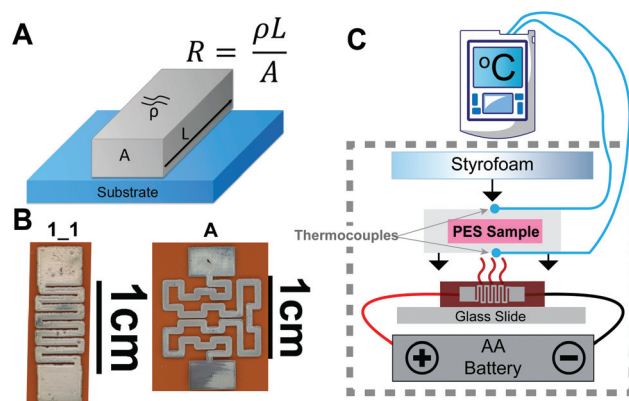 A
R = ρL/A
ρ
L
A
Substrate
B
1_1
1cm
A
1cm
C
°C
Styrofoam
Thermocouples
PES Sample
Glass Slide
+
AA
Battery
−